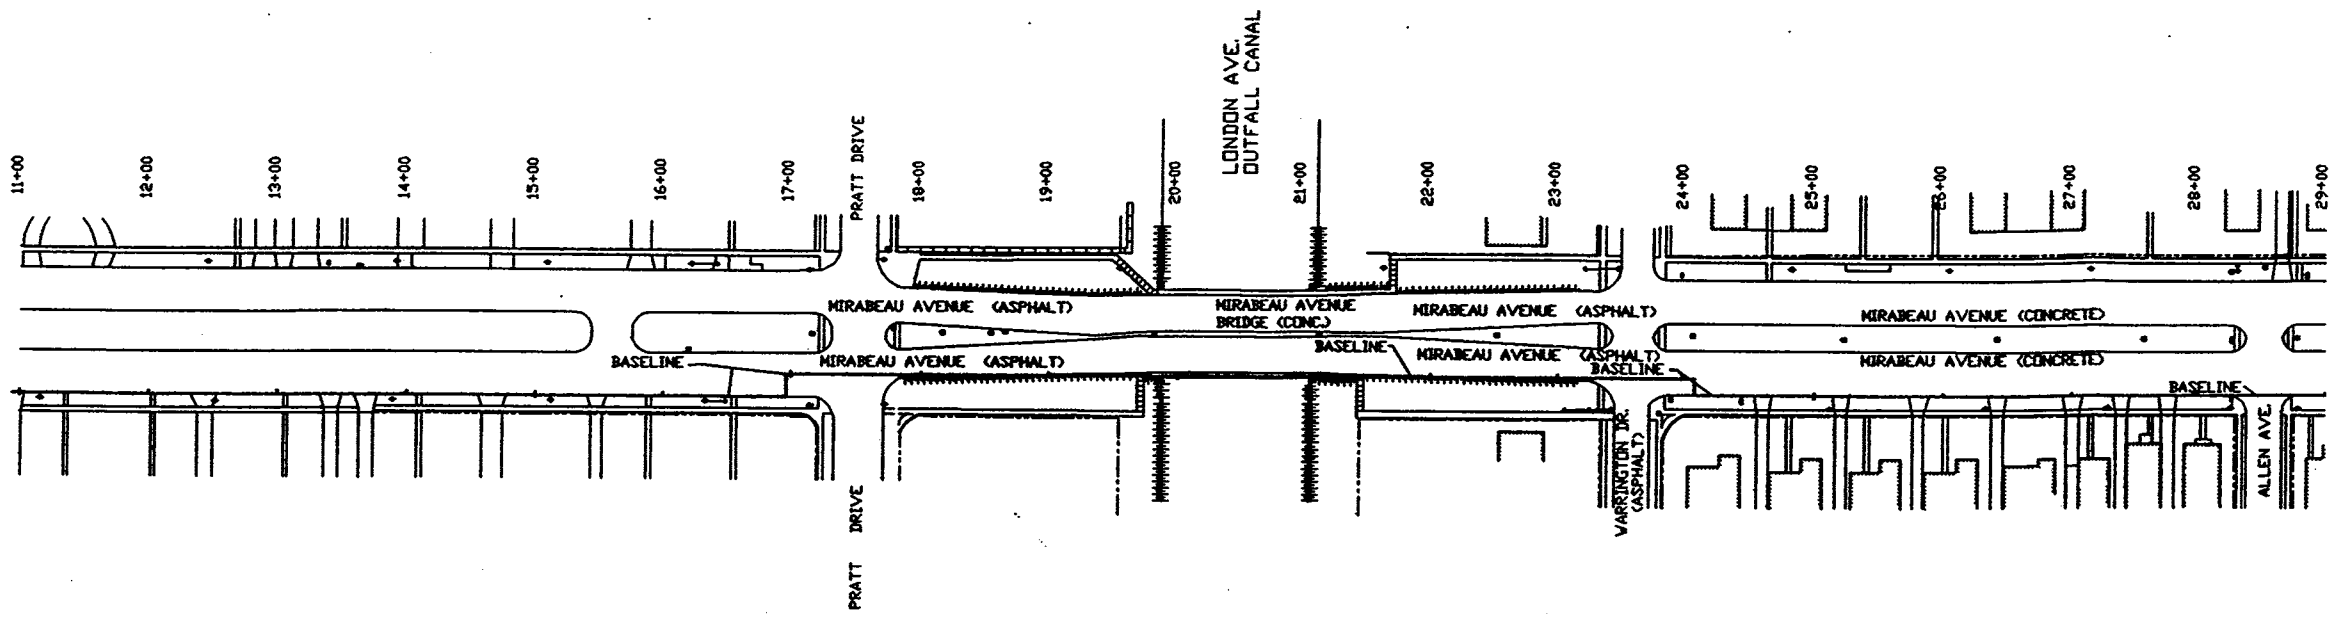 LONDON AVE.
OUTFALL CANAL
11+00
12+00
13+00
14+00
15+00
16+00
17+00
PRATT DRIVE
18+00
19+00
20+00
21+00
22+00
23+00
24+00
25+00
26+00
27+00
28+00
29+00
MIRABEAU AVENUE (ASPHALT)
MIRABEAU AVENUE
BRIDGE (CONC.)
MIRABEAU AVENUE (ASPHALT)
MIRABEAU AVENUE (CONCRETE)
BASELINE
MIRABEAU AVENUE (ASPHALT)
BASELINE
MIRABEAU AVENUE (ASPHALT)
BASELINE
MIRABEAU AVENUE (CONCRETE)
BASELINE
PRATT DRIVE
WARRINGTON DR.
(ASPHALT)
ALLEN AVE.